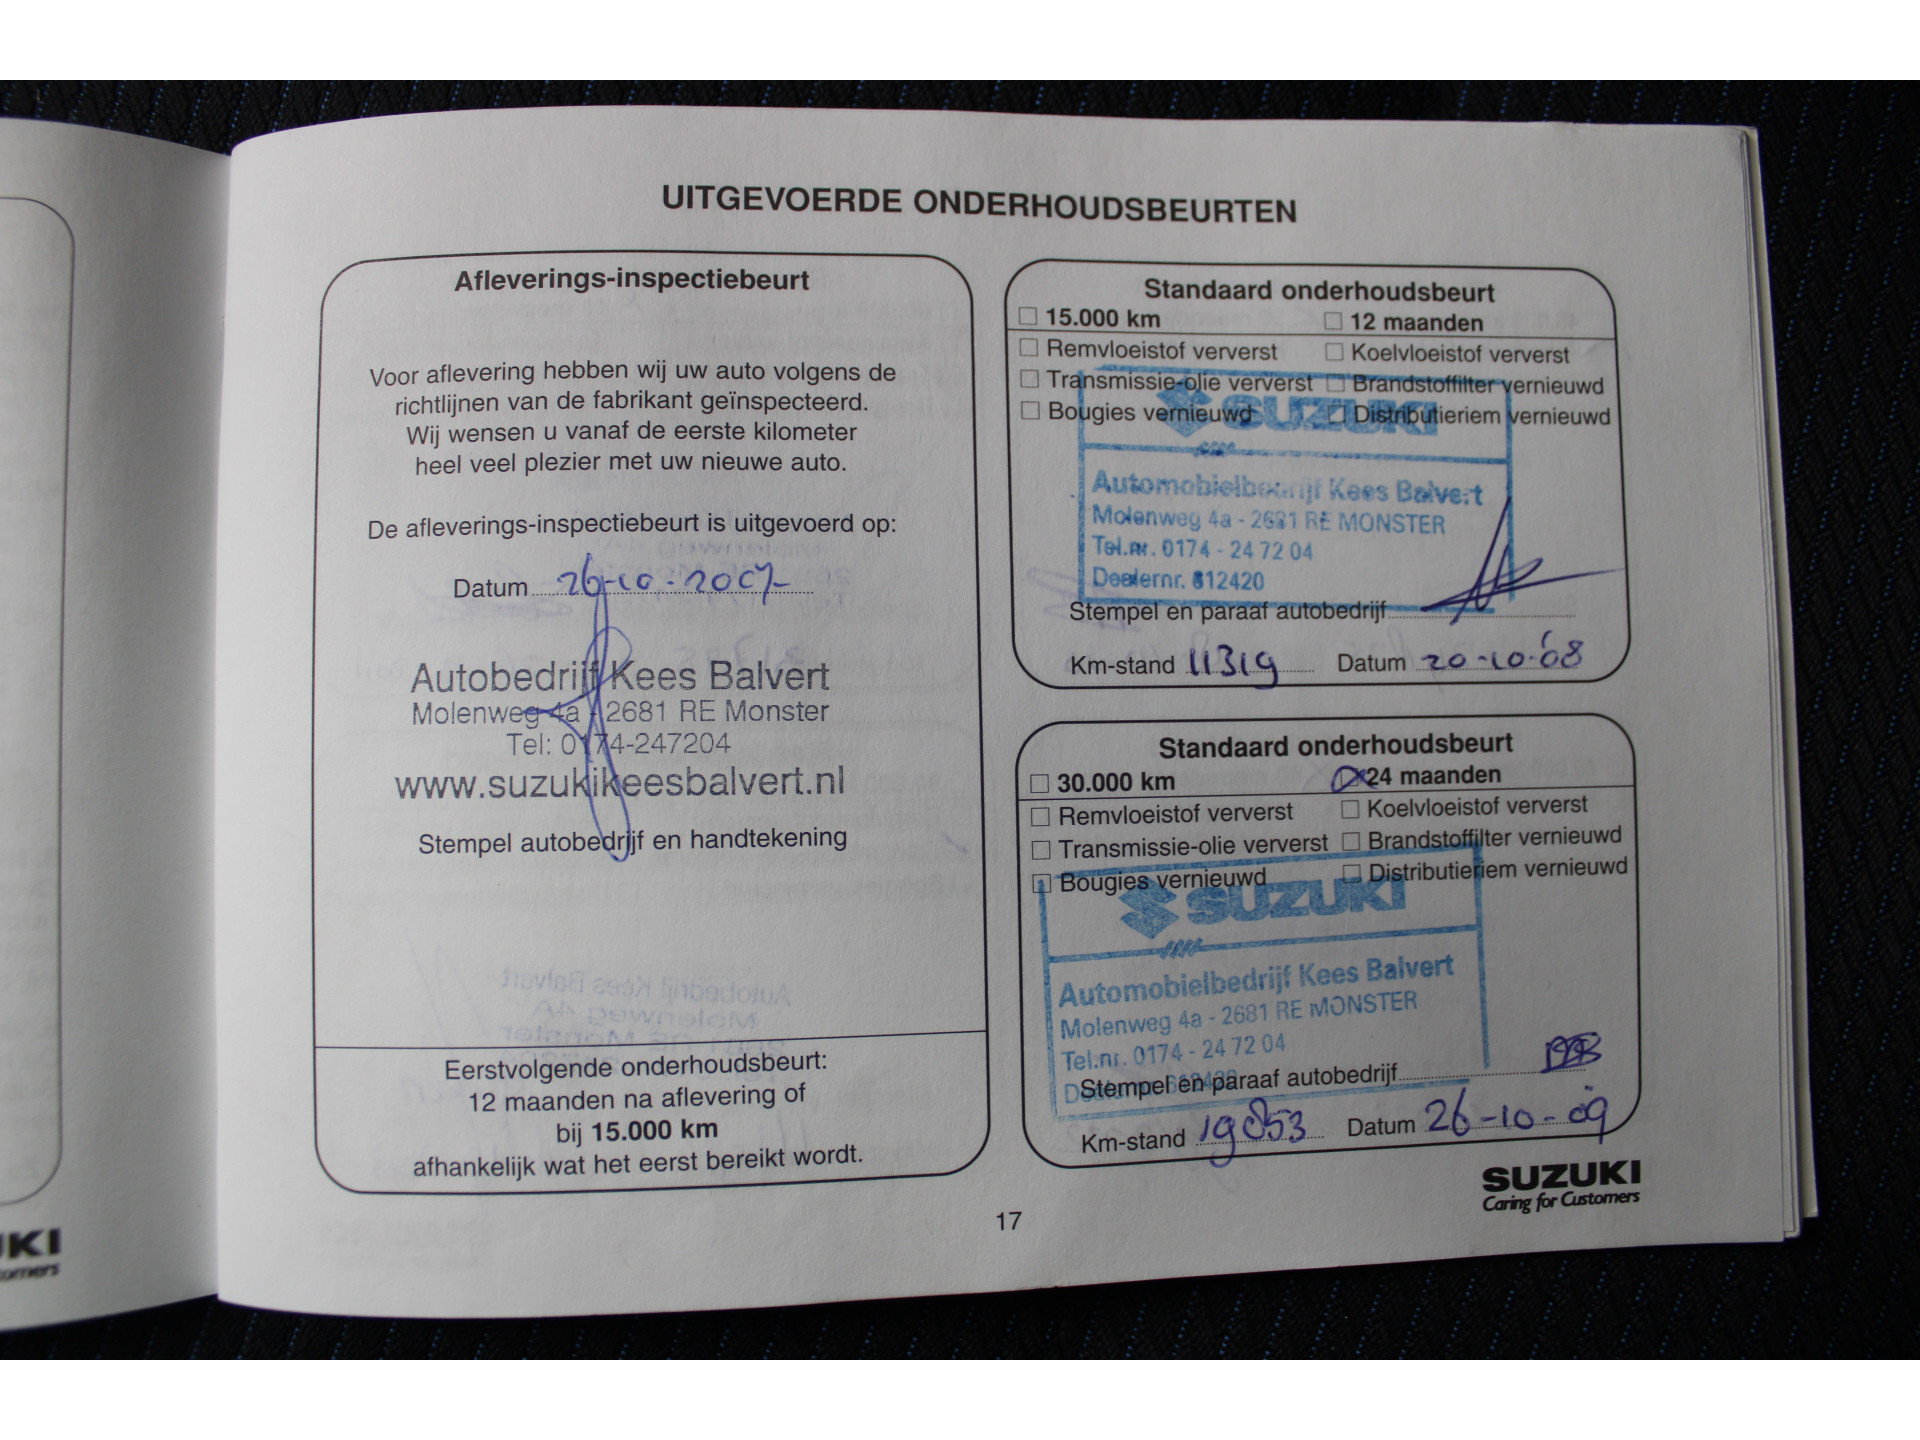 UITGEVOERDE ONDERHOUDSBEURTEN
Afleverings-inspectiebeurt
Voor aflevering hebben wij uw auto volgens de
richtlijnen van de fabrikant geïnspecteerd.
Wij wensen u vanaf de eerste kilometer
heel veel plezier met uw nieuwe auto.
De afleverings-inspectiebeurt is uitgevoerd op:
Datum 26-10-2007
Autobedrijf Kees Balvert
Molenweg 4a - 2681 RE Monster
Tel: 0174-247204
www.suzukikeesbalvert.nl
Stempel autobedrijf en handtekening
Eerstvolgende onderhoudsbeurt:
12 maanden na aflevering of
bij 15.000 km
afhankelijk wat het eerst bereikt wordt.
Standaard onderhoudsbeurt
15.000 km 12 maanden
Remvloeistof ververst Koelvloeistof ververst
Transmissie-olie ververst Brandstoffilter vernieuwd
Bougies vernieuwd Distributieriem vernieuwd
SUZUKI
Automobielbedrijf Kees Balvert
Molenweg 4a - 2681 RE MONSTER
Tel.nr. 0174 - 24 72 04
Dealernr. 612420
Stempel en paraaf autobedrijf
Km-stand 11319 Datum 20-10-'08
Standaard onderhoudsbeurt
30.000 km 24 maanden
Remvloeistof ververst Koelvloeistof ververst
Transmissie-olie ververst Brandstoffilter vernieuwd
Bougies vernieuwd Distributieriem vernieuwd
SUZUKI
Automobielbedrijf Kees Balvert
Molenweg 4a - 2681 RE MONSTER
Tel.nr. 0174 - 24 72 04
Stempel en paraaf autobedrijf
Km-stand 19853 Datum 26-10-09
SUZUKI
Caring for Customers
17